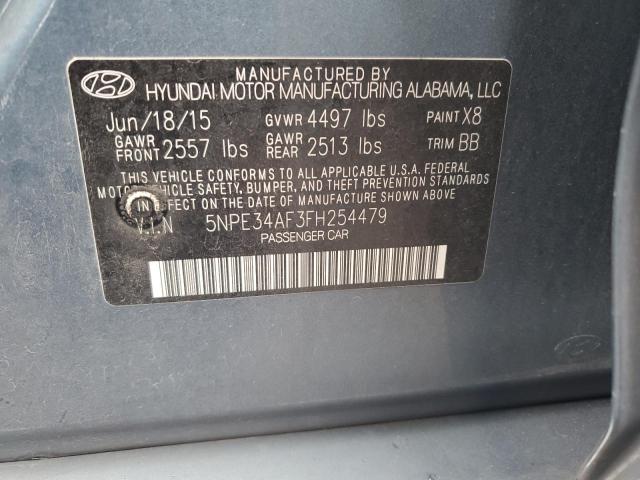 MANUFACTURED BY
HYUNDAI MOTOR MANUFACTURING ALABAMA, LLC
Jun/18/15 GVWR 4497 lbs PAINT X8
GAWR FRONT 2557 lbs GAWR REAR 2513 lbs TRIM BB
THIS VEHICLE CONFORMS TO ALL APPLICABLE U.S.A. FEDERAL
MOTOR VEHICLE SAFETY, BUMPER, AND THEFT PREVENTION STANDARDS
IN EFFECT ON THE DATE OF MANUFACTURE SHOWN ABOVE.
V.I.N 5NPE34AF3FH254479
PASSENGER CAR